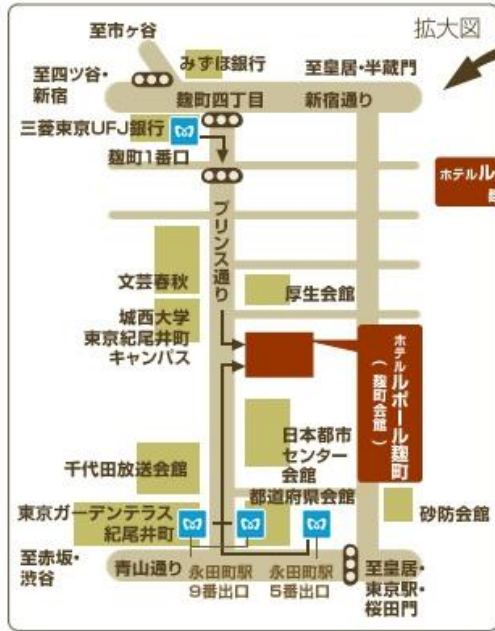 拡大図
至市ヶ谷
みずほ銀行
至皇居・半蔵門
至四ツ谷・
新宿
麹町四丁目
新宿通り
三菱東京UFJ銀行
麹町1番口
ホテルル
プリンス通り
文芸春秋
厚生会館
城西大学
東京紀尾井町
キャンパス
ホテル
ルポール麹町
(麹町会館)
日本都市
センター
会館
千代田放送会館
都道府県会館
東京ガーデンテラス
紀尾井町
砂防会館
至赤坂・
渋谷
青山通り
永田町駅
9番出口
永田町駅
5番出口
至皇居・
東京駅・
桜田門